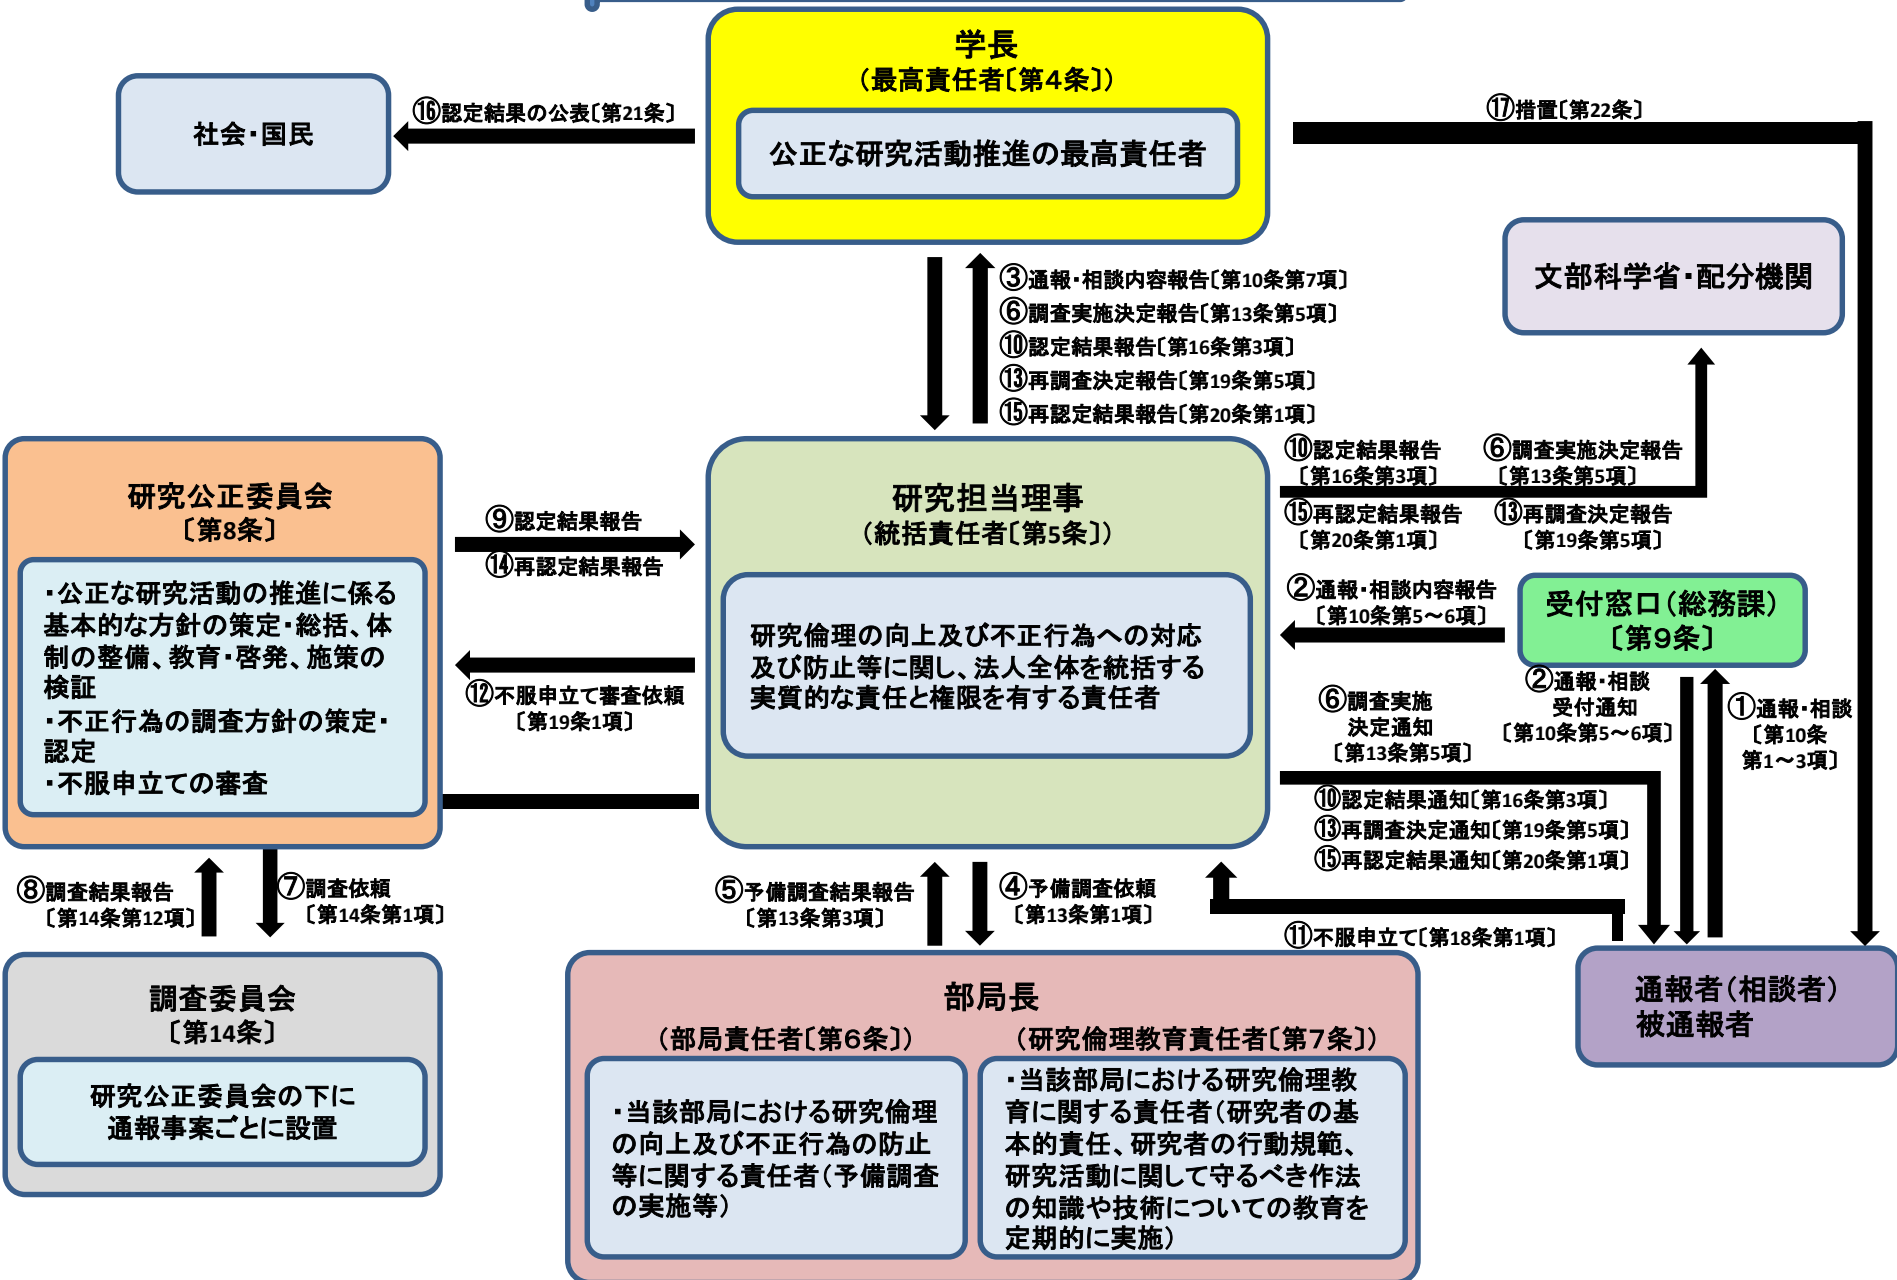 学長
（最高責任者〔第４条〕）
公正な研究活動推進の最高責任者
社会・国民
⑯認定結果の公表〔第21条〕
⑰措置〔第22条〕
文部科学省・配分機関
③通報・相談内容報告〔第10条第7項〕
⑥調査実施決定報告〔第13条第5項〕
⑩認定結果報告〔第16条第3項〕
⑬再調査決定報告〔第19条第5項〕
⑮再認定結果報告〔第20条第1項〕
研究公正委員会
〔第8条〕
・公正な研究活動の推進に係る
基本的な方針の策定・総括、体
制の整備、教育・啓発、施策の
検証
・不正行為の調査方針の策定・
認定
・不服申立ての審査
⑨認定結果報告
⑭再認定結果報告
⑫不服申立て審査依頼
〔第19条1項〕
研究担当理事
（統括責任者〔第5条〕）
研究倫理の向上及び不正行為への対応
及び防止等に関し、法人全体を統括する
実質的な責任と権限を有する責任者
⑩認定結果報告
〔第16条第3項〕
⑥調査実施決定報告
〔第13条第5項〕
⑮再認定結果報告
〔第20条第1項〕
⑬再調査決定報告
〔第19条第5項〕
②通報・相談内容報告
〔第10条第5～6項〕
受付窓口（総務課）
〔第９条〕
⑥調査実施
決定通知
〔第13条第5項〕
②通報・相談
受付通知
〔第10条第5～6項〕
①通報・相談
〔第10条
第1～3項〕
⑩認定結果通知〔第16条第3項〕
⑬再調査決定通知〔第19条第5項〕
⑮再認定結果通知〔第20条第1項〕
⑧調査結果報告
〔第14条第12項〕
⑦調査依頼
〔第14条第1項〕
⑤予備調査結果報告
〔第13条第3項〕
④予備調査依頼
〔第13条第1項〕
⑪不服申立て〔第18条第1項〕
調査委員会
〔第14条〕
研究公正委員会の下に
通報事案ごとに設置
部局長
（部局責任者〔第６条〕）
・当該部局における研究倫理
の向上及び不正行為の防止
等に関する責任者（予備調査
の実施等）
（研究倫理教育責任者〔第７条〕）
・当該部局における研究倫理教
育に関する責任者（研究者の基
本的責任、研究者の行動規範、
研究活動に関して守るべき作法
の知識や技術についての教育を
定期的に実施）
通報者（相談者）
被通報者